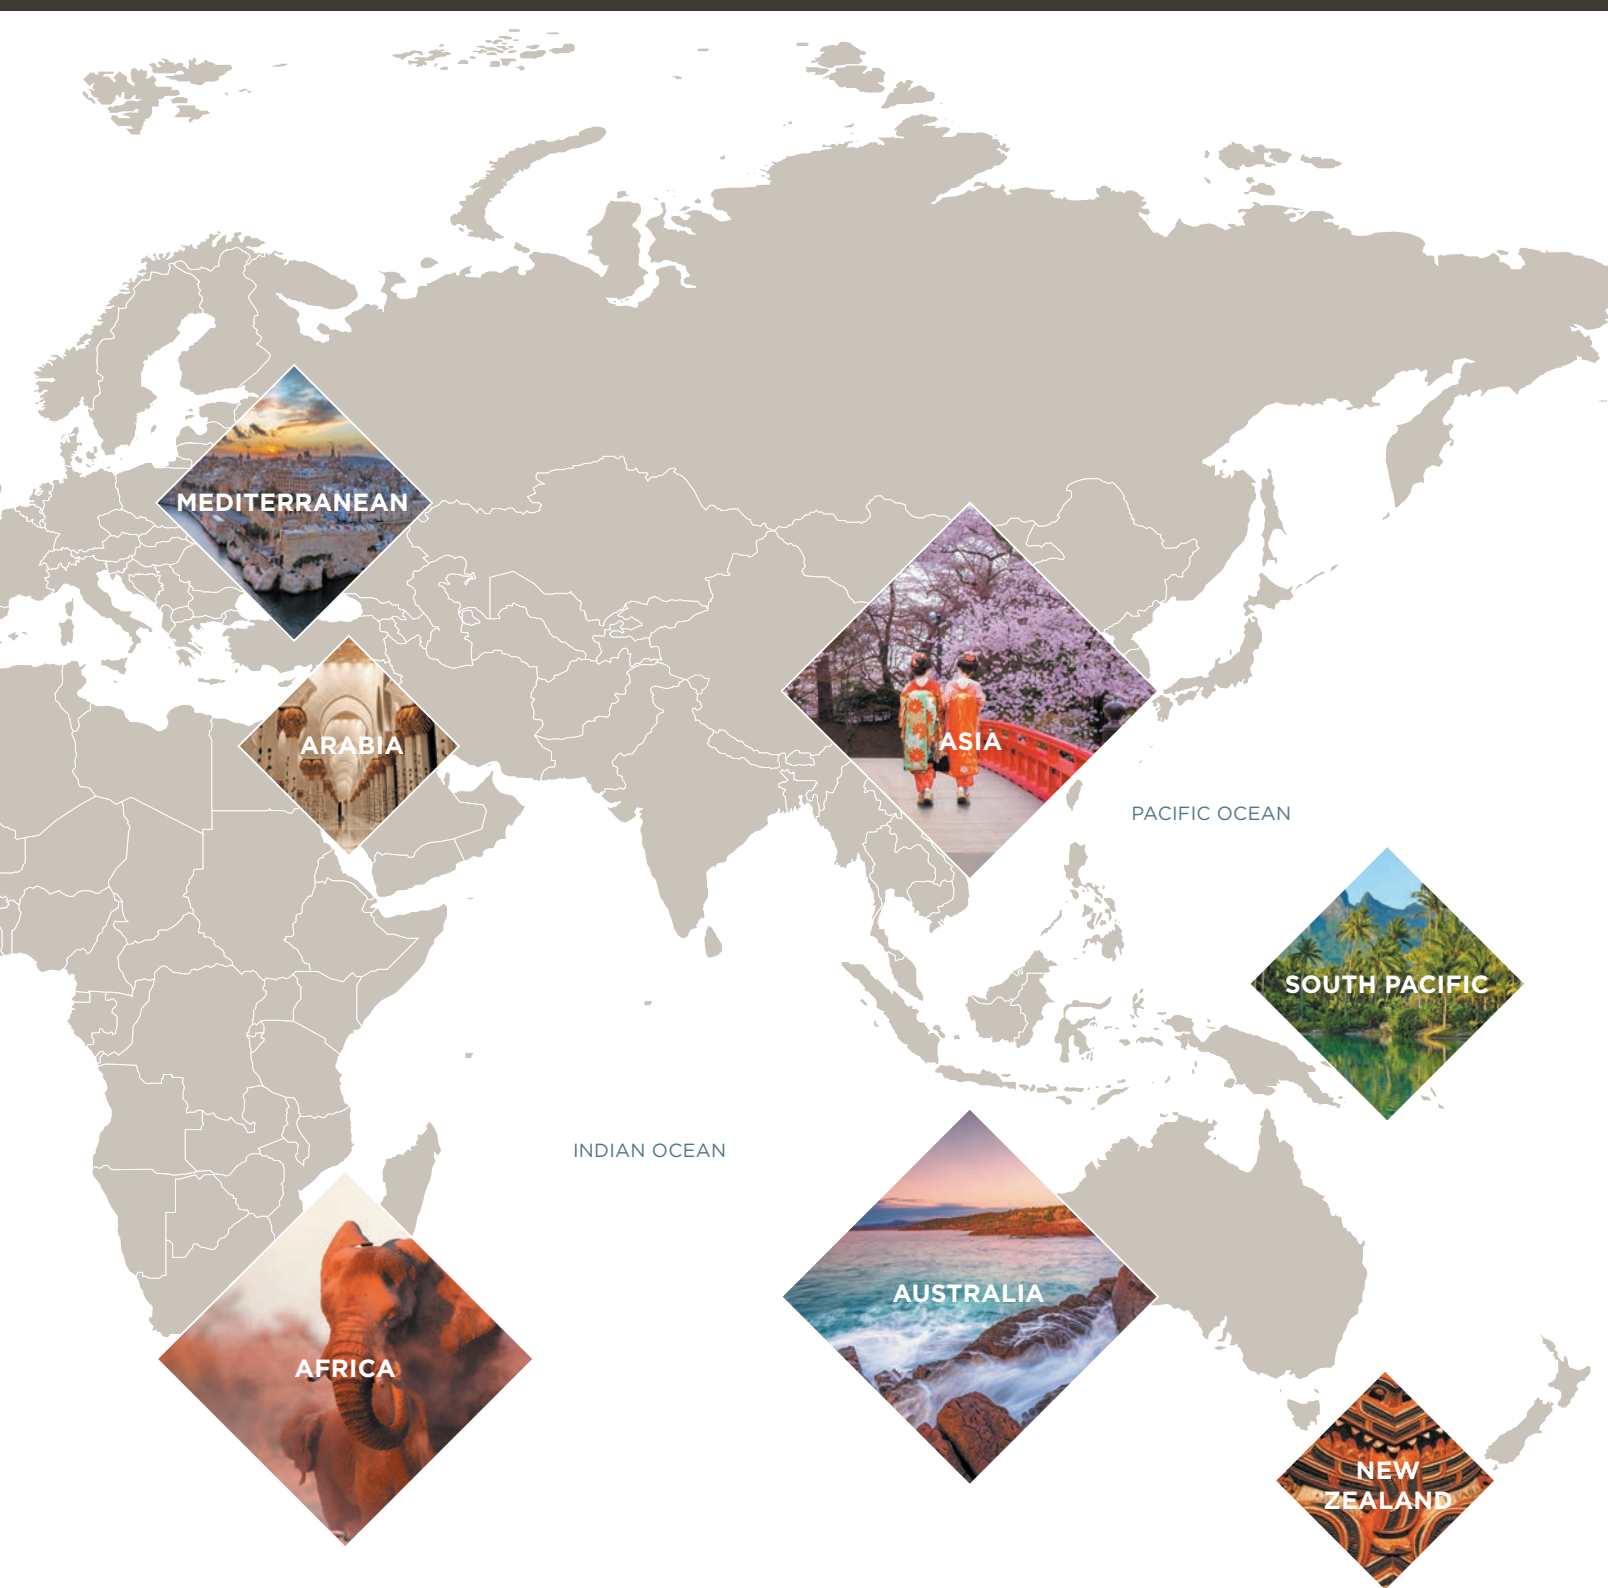 MEDITERRANEAN
ARABIA
ASIA
PACIFIC OCEAN
SOUTH PACIFIC
INDIAN OCEAN
AUSTRALIA
AFRICA
NEW
ZEALAND